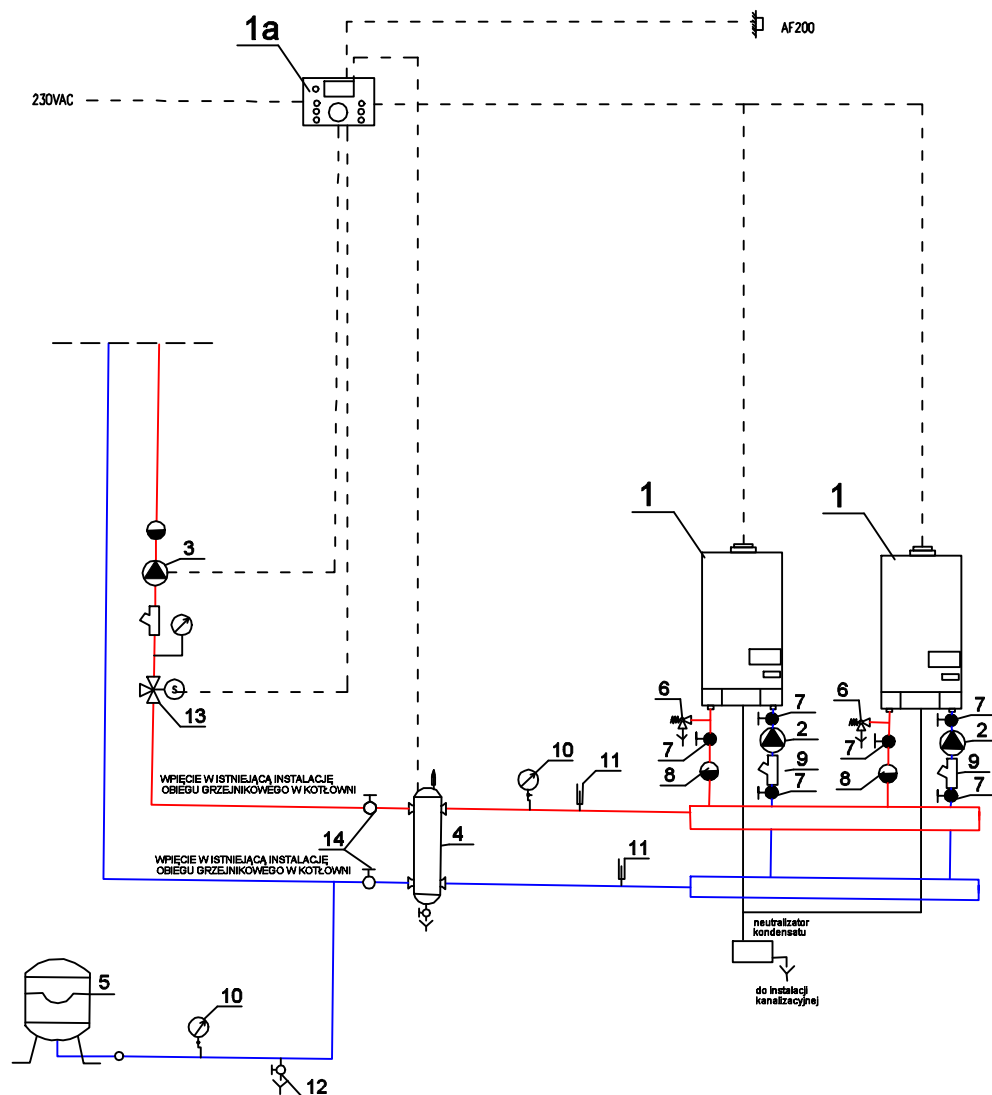 1a
AF200
230VAC
1
1
3
13
6
7
7
2
8
9
7
6
7
7
2
8
9
7
10
11
WPIĘCIE W ISTNIEJĄCĄ INSTALACJĘ
OBIEGU GRZEJNIKOWEGO W KOTŁOWNI
14
4
WPIĘCIE W ISTNIEJĄCĄ INSTALACJĘ
OBIEGU GRZEJNIKOWEGO W KOTŁOWNI
11
neutralizator
kondensatu
do instalacji
kanalizacyjnej
5
10
12
S